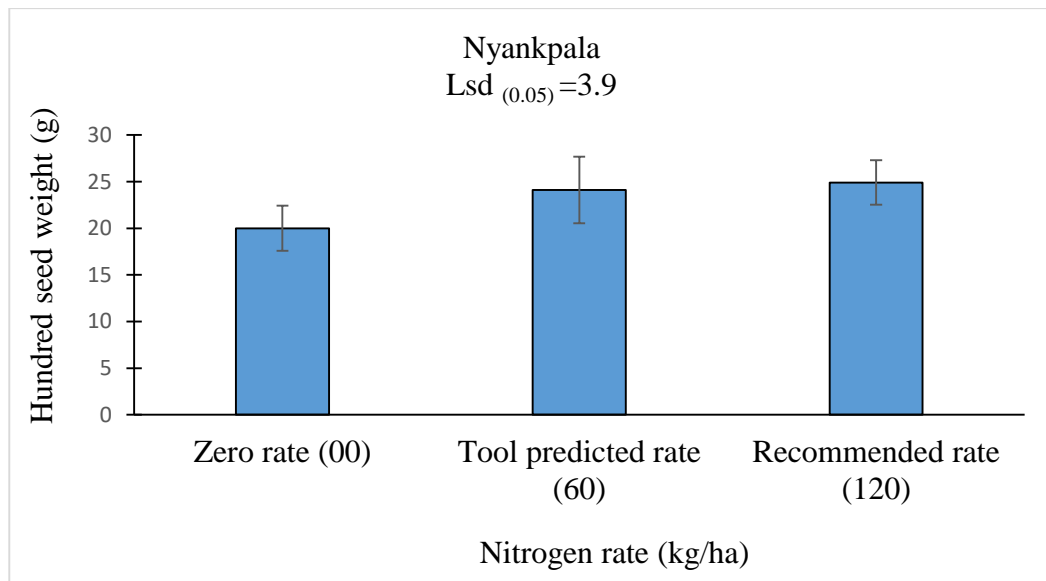 Nyankpala
Lsd (0.05) =3.9
Hundred seed weight (g)
30
25
20
15
10
5
0
Zero rate (00)
Tool predicted rate
(60)
Recommended rate
(120)
Nitrogen rate (kg/ha)